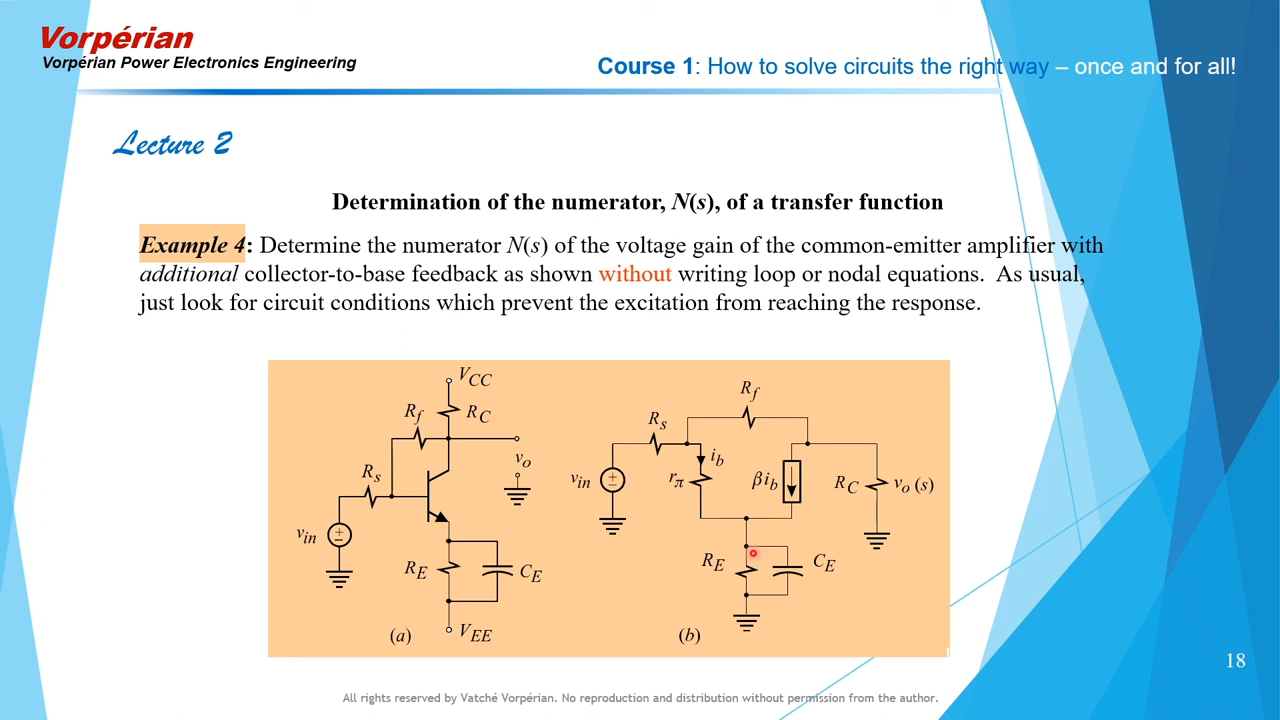 Vorpérian
Vorpérian Power Electronics Engineering
Course 1: How to solve circuits the right way – once and for all!
Lecture 2
Determination of the numerator, N(s), of a transfer function
Example 4: Determine the numerator N(s) of the voltage gain of the common-emitter amplifier with
additional collector-to-base feedback as shown without writing loop or nodal equations. As usual,
just look for circuit conditions which prevent the excitation from reaching the response.
V_CC
R_f
R_C
v_o
R_s
v_in
+
−
R_E
C_E
V_EE
(a)
R_f
R_s
i_b
v_in
+
−
r_π
βi_b
R_C
v_o (s)
R_E
C_E
(b)
18
All rights reserved by Vatché Vorpérian. No reproduction and distribution without permission from the author.